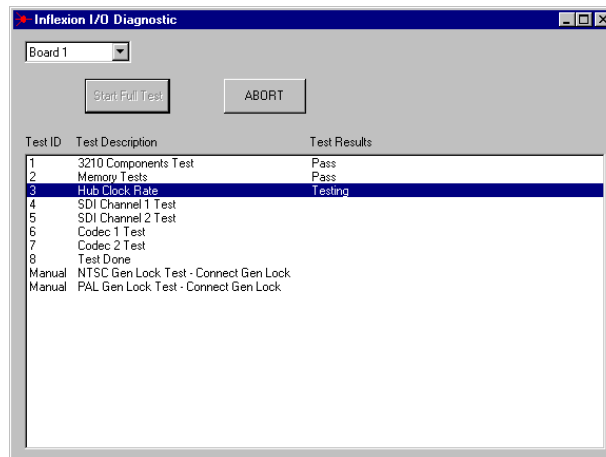 Inflexion I/O Diagnostic
Board 1
Start Full Test ABORT
Test ID Test Description Test Results
1 3210 Components Test Pass
2 Memory Tests Pass
3 Hub Clock Rate Testing
4 SDI Channel 1 Test
5 SDI Channel 2 Test
6 Codec 1 Test
7 Codec 2 Test
8 Test Done
Manual NTSC Gen Lock Test - Connect Gen Lock
Manual PAL Gen Lock Test - Connect Gen Lock